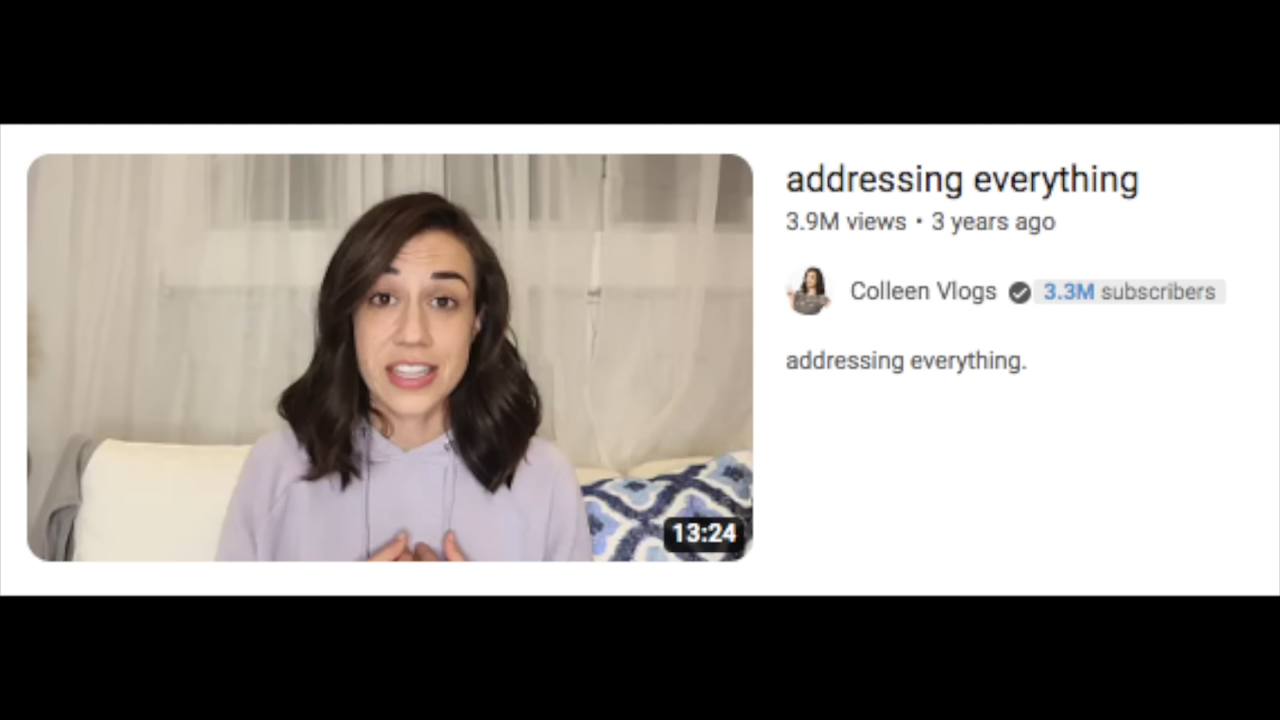 addressing everything
3.9M views • 3 years ago
Colleen Vlogs 3.3M subscribers
addressing everything.
13:24